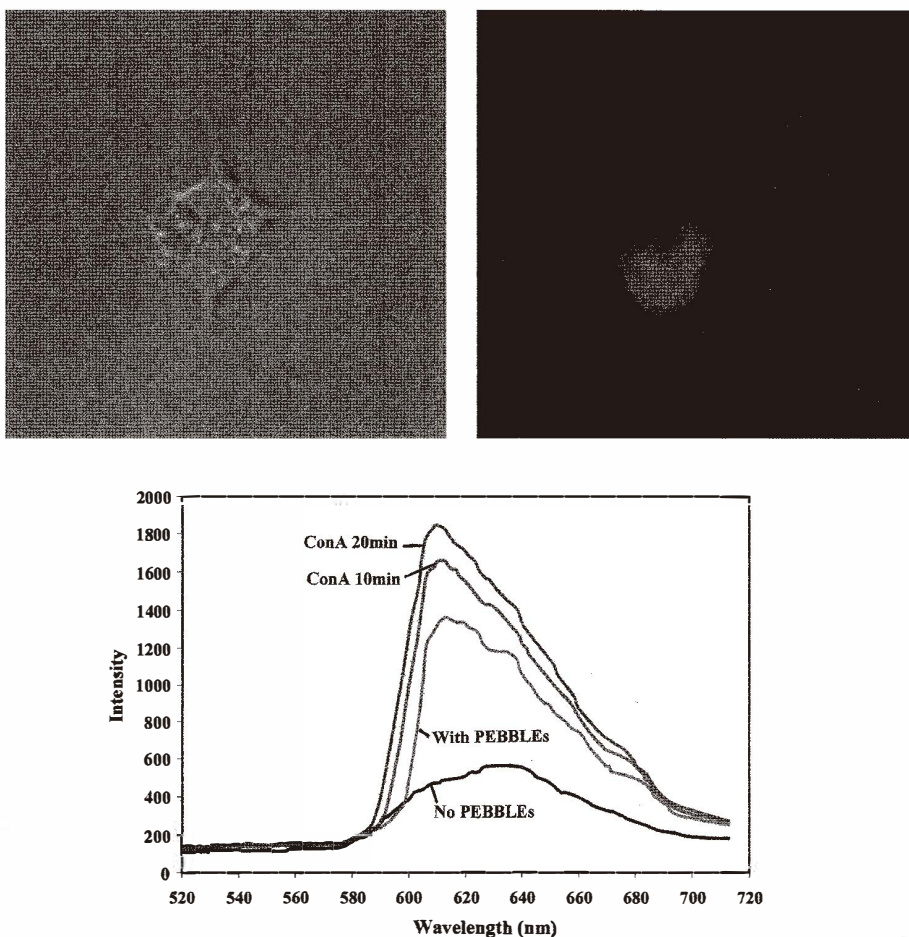 2000
1800
1600
1400
1200
1000
800
600
400
200
0
Intensity
ConA 20min
ConA 10min
With PEBBLEs
No PEBBLEs
520 540 560 580 600 620 640 660 680 700 720
Wavelength (nm)